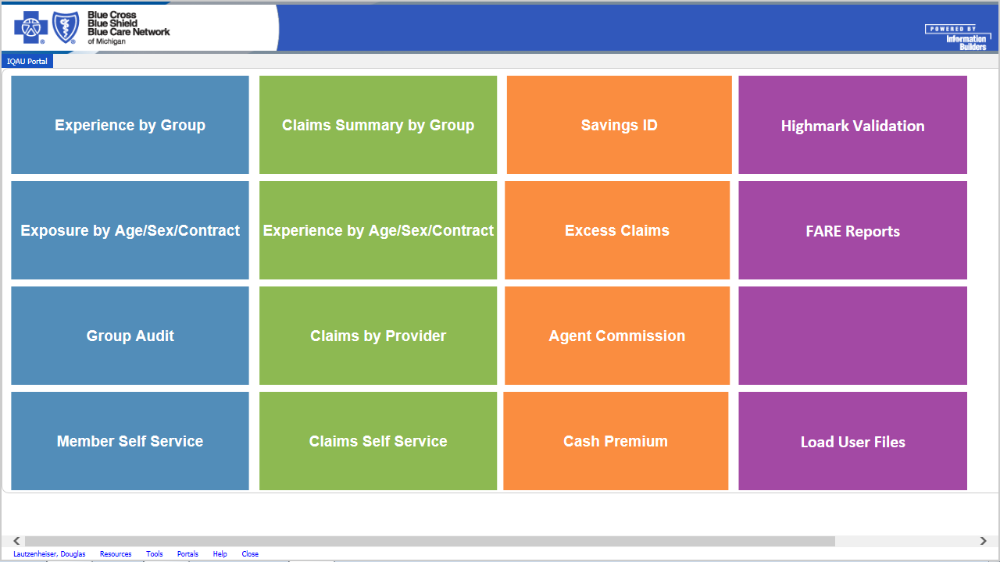 Blue Cross
Blue Shield
Blue Care Network
of Michigan
POWERED BY
Information
Builders
IQAU Portal
Experience by Group
Claims Summary by Group
Savings ID
Highmark Validation
Exposure by Age/Sex/Contract
Experience by Age/Sex/Contract
Excess Claims
FARE Reports
Group Audit
Claims by Provider
Agent Commission
Member Self Service
Claims Self Service
Cash Premium
Load User Files
Lautzenheiser, Douglas Resources Tools Portals Help Close